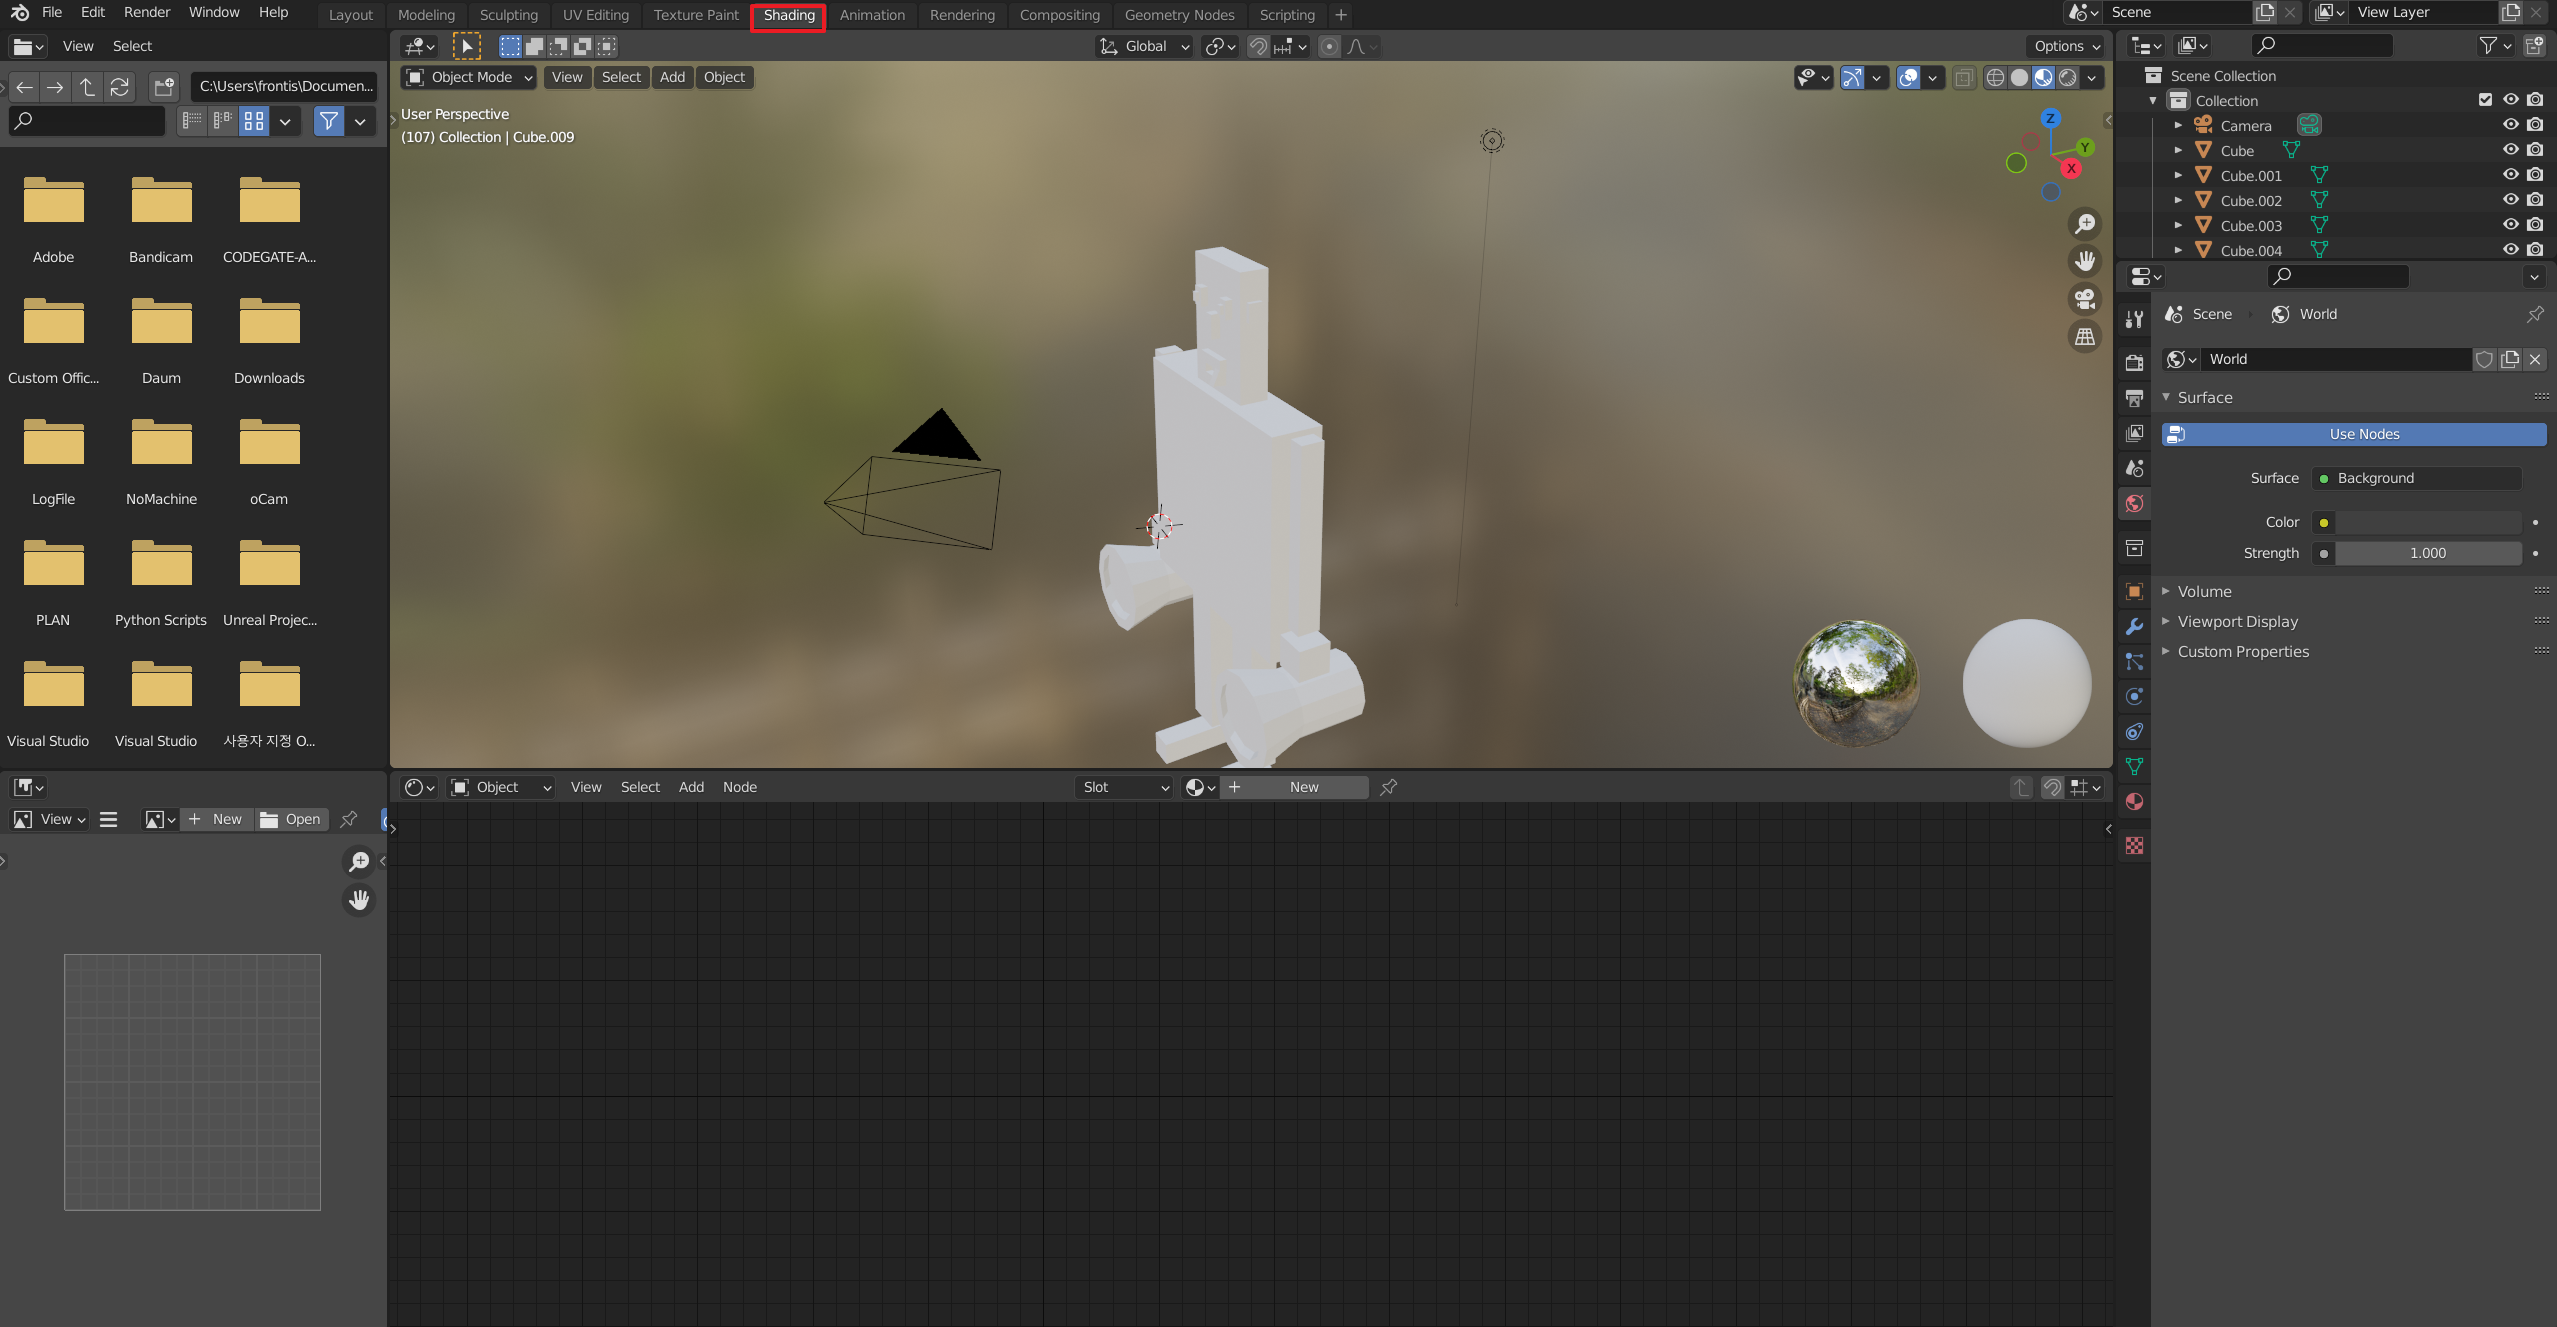 File Edit Render Window Help Layout Modeling Sculpting UV Editing Texture Paint Shading Animation Rendering Compositing Geometry Nodes Scripting + Scene View Layer
View Select
Global
Options
C:\Users\frontis\Documen...
Object Mode View Select Add Object
User Perspective
(107) Collection | Cube.009
Z
Y
X
Adobe Bandicam CODEGATE-A...
Custom Offic... Daum Downloads
LogFile NoMachine oCam
PLAN Python Scripts Unreal Projec...
Visual Studio Visual Studio 사용자 지정 O...
Scene Collection
Collection
Camera
Cube
Cube.001
Cube.002
Cube.003
Cube.004
Scene World
World
Surface
Use Nodes
Surface Background
Color
Strength 1.000
Volume
Viewport Display
Custom Properties
Object View Select Add Node Slot + New
View + New Open